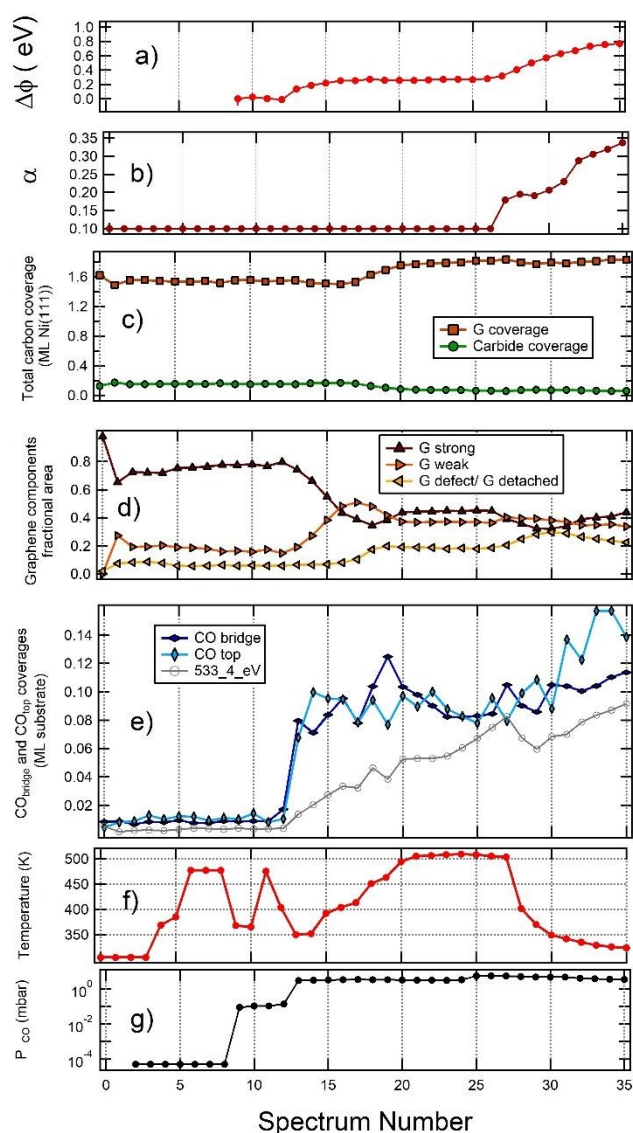 Δϕ ( eV)
1.0
0.8
0.6
0.4
0.2
0.0
a)
α
0.35
0.30
0.25
0.20
0.15
0.10
b)
Total carbon coverage
(ML Ni(111))
1.6
1.2
0.8
0.4
0.0
c)
G coverage
Carbide coverage
Graphene components
fractional area
0.8
0.6
0.4
0.2
0.0
d)
G strong
G weak
G defect/ G detached
CObridge and COtop coverages
(ML substrate)
0.14
0.12
0.10
0.08
0.06
0.04
0.02
e)
CO bridge
CO top
533_4_eV
Temperature (K)
500
450
400
350
f)
P CO (mbar)
10^0
10^-2
10^-4
g)
0 5 10 15 20 25 30 35
Spectrum Number